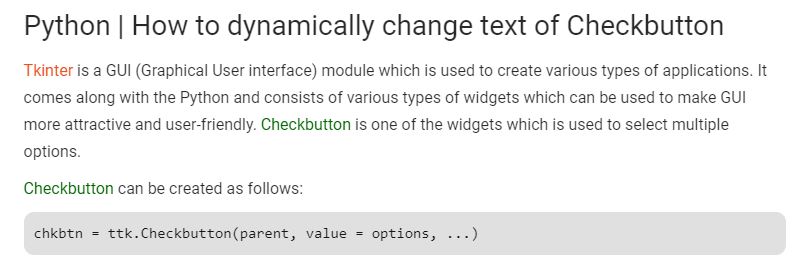 Python | How to dynamically change text of Checkbutton
Tkinter is a GUI (Graphical User interface) module which is used to create various types of applications. It
comes along with the Python and consists of various types of widgets which can be used to make GUI
more attractive and user-friendly. Checkbutton is one of the widgets which is used to select multiple
options.
Checkbutton can be created as follows:
chkbtn = ttk.Checkbutton(parent, value = options, ...)